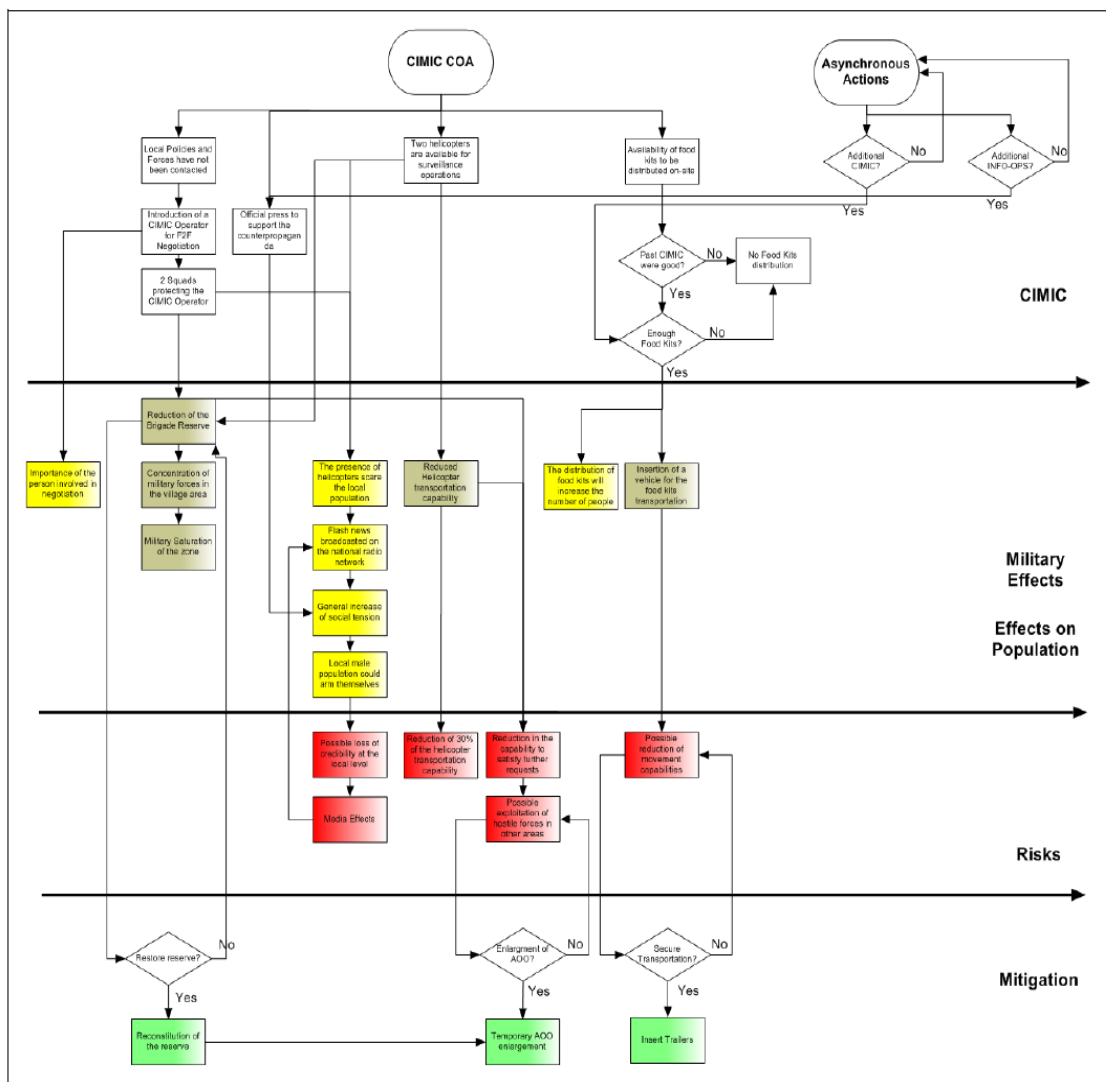 CIMIC COA
Asynchronous
Actions
Local Policies and
Forces have not
been contacted
Two helicopters
are available for
surveillance
operations
Availability of food
kits to be
distributed on-site
Additional
CIMIC?
No
Additional
INFO-OPS?
No
Yes
Yes
Introduction of a
CIMIC Operator
for F2F
Negotiation
Official press to
support the
counterpropagan
da
Past CIMIC
were good?
No
No Food Kits
distribution
Yes
2 Squads
protecting the
CIMIC Operator
CIMIC
Enough
Food Kits?
No
Yes
Reduction of the
Brigade Reserve
Importance of the
person involved in
negotiation
Concentration of
military forces in
the village area
The presence of
helicopters scare
the local
population
Reduced
Helicopter
transportation
capability
The distribution of
food kits will
increase the
number of people
Insertion of a
vehicle for the
food kits
transportation
Military Saturation
of the zone
Flash news
broadcasted on
the national radio
network
Military
Effects
General increase
of social tension
Effects on
Population
Local male
population could
arm themselves
Possible loss of
credibility at the
local level
Reduction of 30%
of the helicopter
transportation
capability
Reduction in the
capability to
satisfy further
requests
Possible
reduction of
movement
capabilities
Media Effects
Possible
exploitation of
hostile forces in
other areas
Risks
Restore reserve?
No
Enlargment of
AOO?
No
Secure
Transportation?
No
Mitigation
Yes
Yes
Yes
Reconstitution of
the reserve
Temporary AOO
enlargement
Insert Trailers